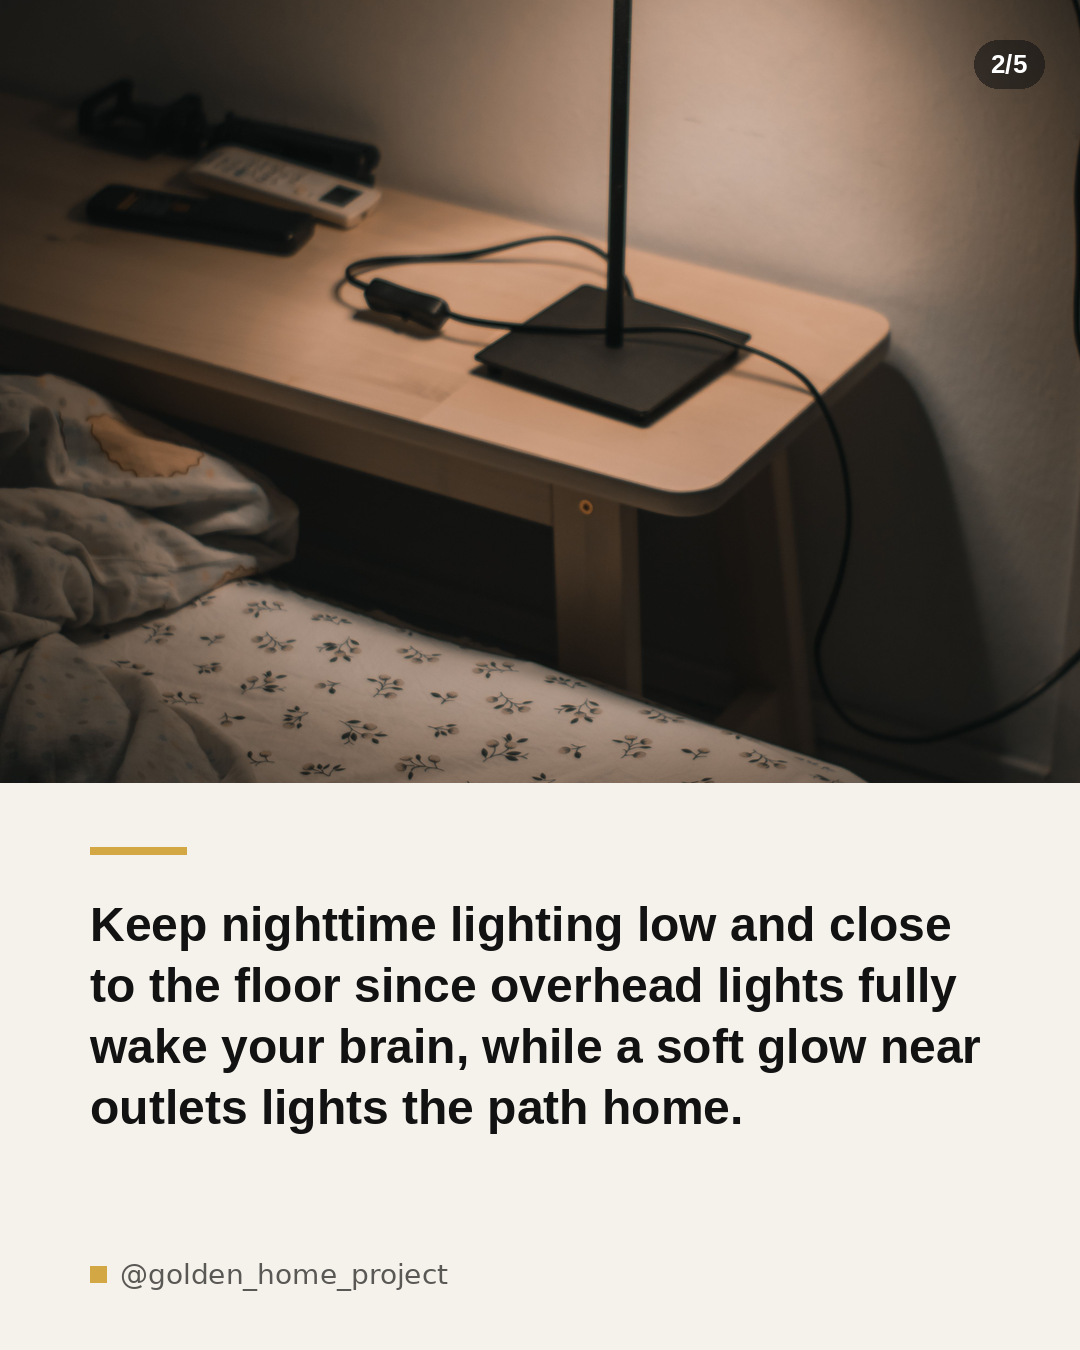 2/5
Keep nighttime lighting low and close
to the floor since overhead lights fully
wake your brain, while a soft glow near
outlets lights the path home.
@golden_home_project